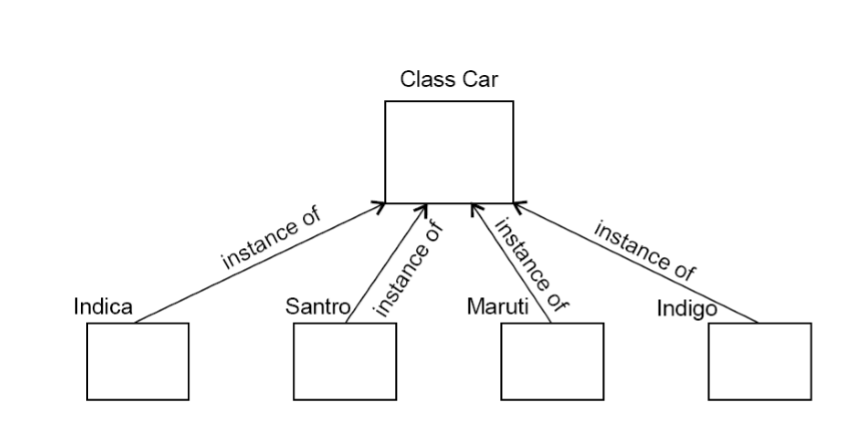 Class Car
instance of
instance of
instance of
instance of
Indica
Santro
Maruti
Indigo